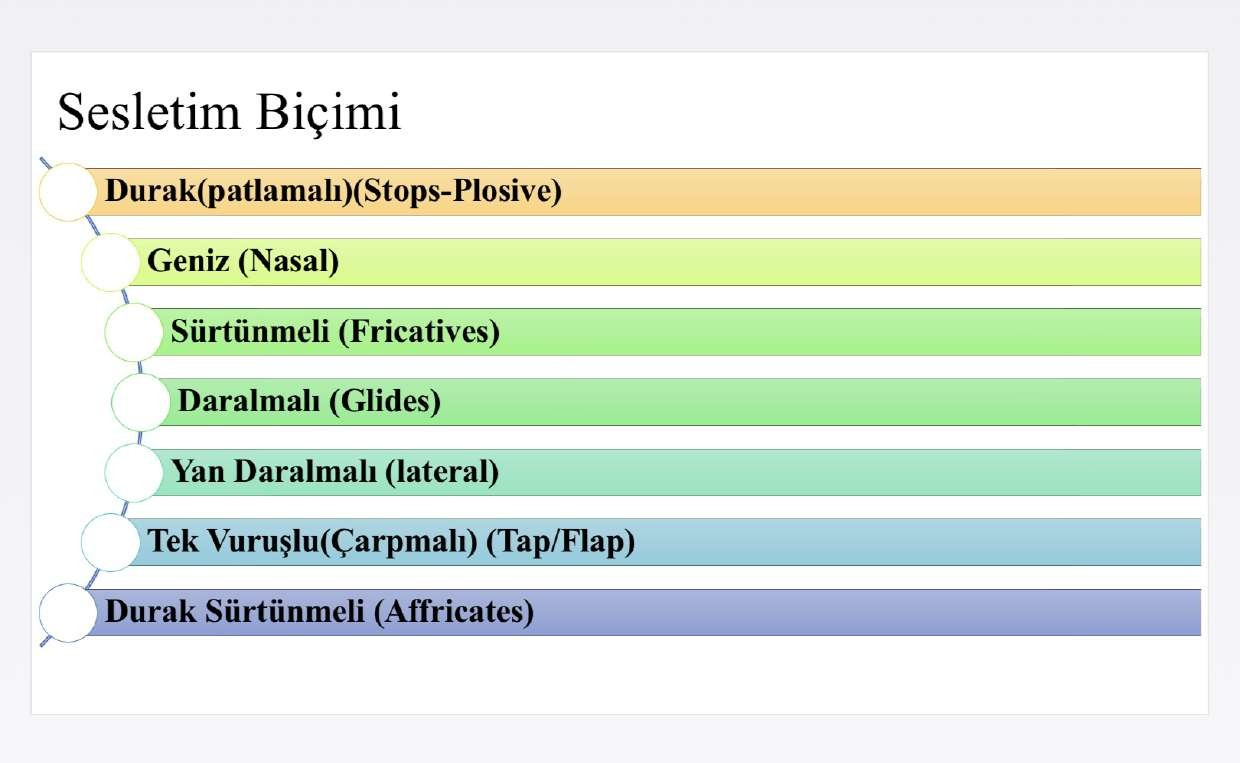 Sesletim Biçimi
Durak(patlamalı)(Stops-Plosive)
Geniz (Nasal)
Sürtünmeli (Fricatives)
Daralmalı (Glides)
Yan Daralmalı (lateral)
Tek Vuruşlu(Çarpmalı) (Tap/Flap)
Durak Sürtünmeli (Affricates)